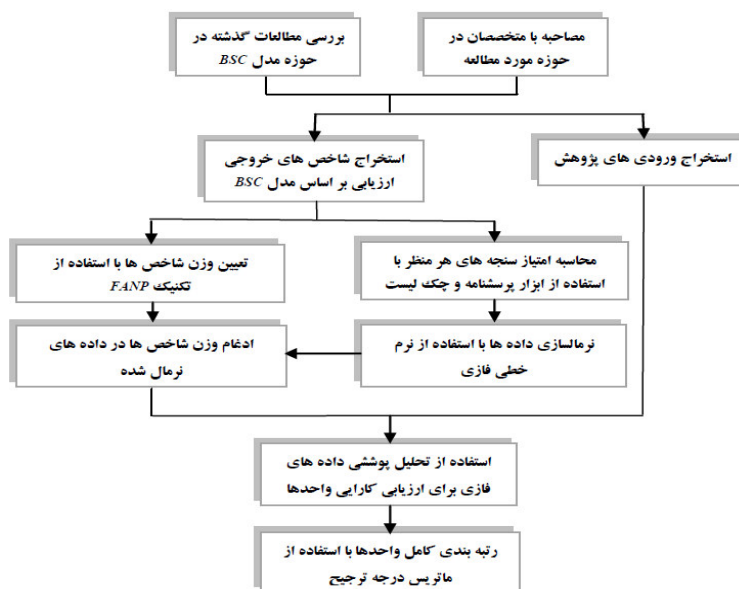 مصاحبه با متخصصان در
حوزه مورد مطالعه
بررسی مطالعات گذشته در
حوزه مدل BSC
استخراج ورودی های پژوهش
استخراج شاخص های خروجی
ارزیابی بر اساس مدل BSC
محاسبه امتیاز سنجه های هر منظر با
استفاده از ابزار پرسشنامه و چک لیست
تعیین وزن شاخص ها با استفاده از
تکنیک FANP
نرمالسازی داده ها با استفاده از نرم
خطی فازی
ادغام وزن شاخص ها در داده های
نرمال شده
استفاده از تحلیل پوششی داده های
فازی برای ارزیابی کارایی واحدها
رتبه بندی کامل واحدها با استفاده از
ماتریس درجه ترجیح